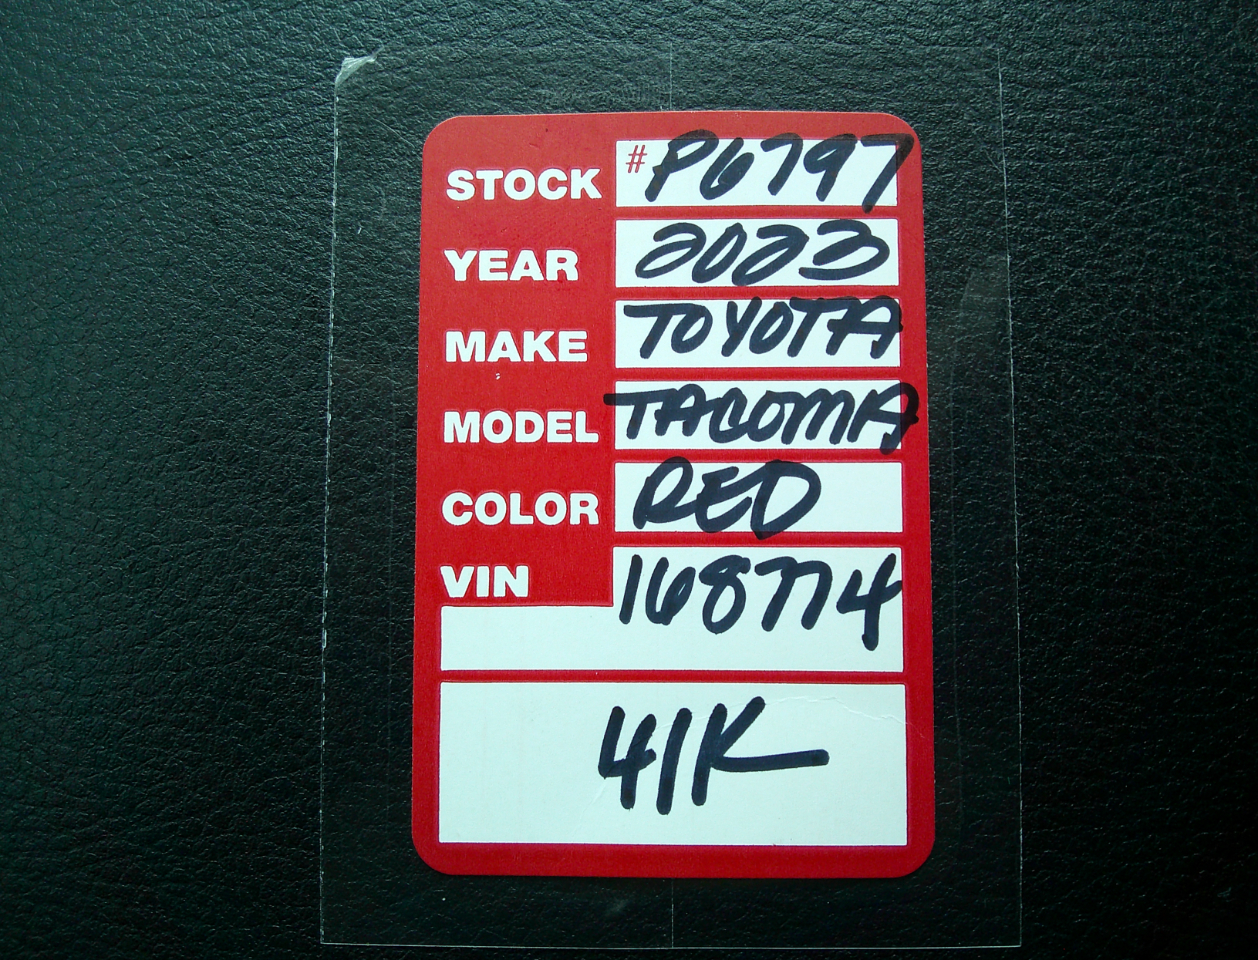 STOCK #P6797
YEAR 2023
MAKE TOYOTA
MODEL TACOMA
COLOR RED
VIN 168774
41K